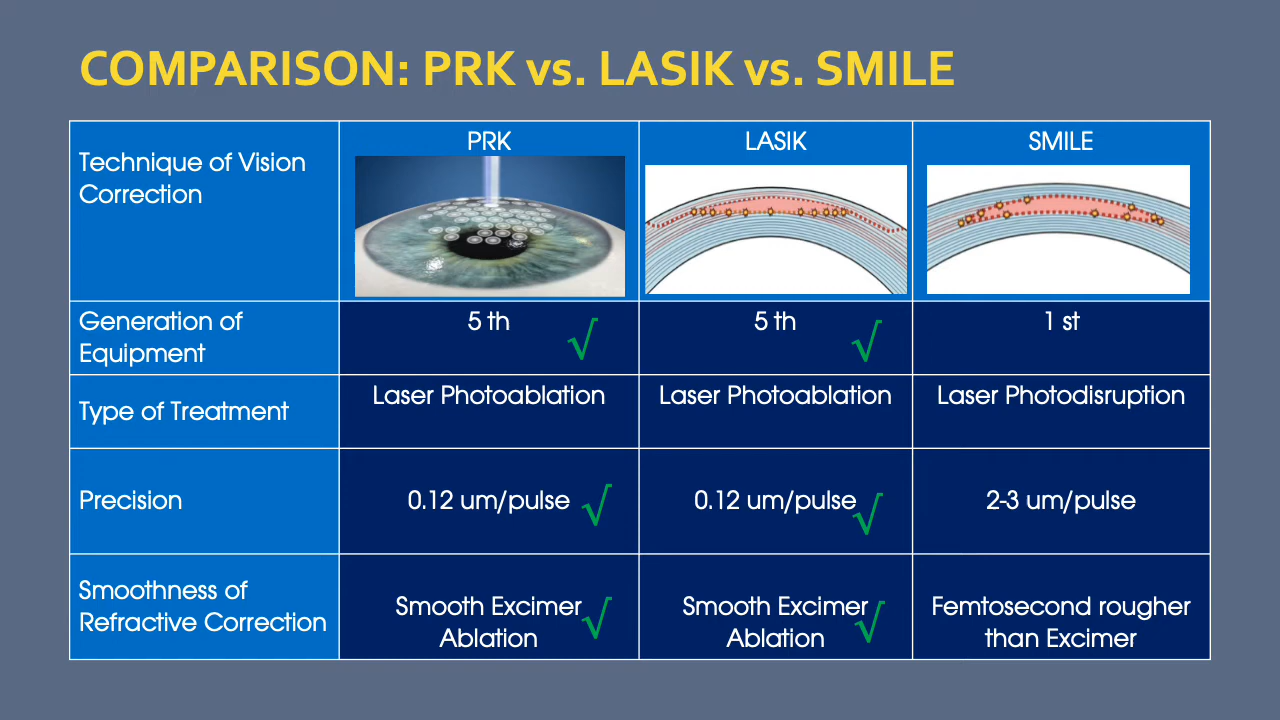 COMPARISON: PRK vs. LASIK vs. SMILE
Technique of Vision
Correction
PRK
LASIK
SMILE
Generation of
Equipment
5 th √
5 th √
1 st
Type of Treatment
Laser Photoablation
Laser Photoablation
Laser Photodisruption
Precision
0.12 um/pulse √
0.12 um/pulse √
2-3 um/pulse
Smoothness of
Refractive Correction
Smooth Excimer √
Ablation
Smooth Excimer √
Ablation
Femtosecond rougher
than Excimer